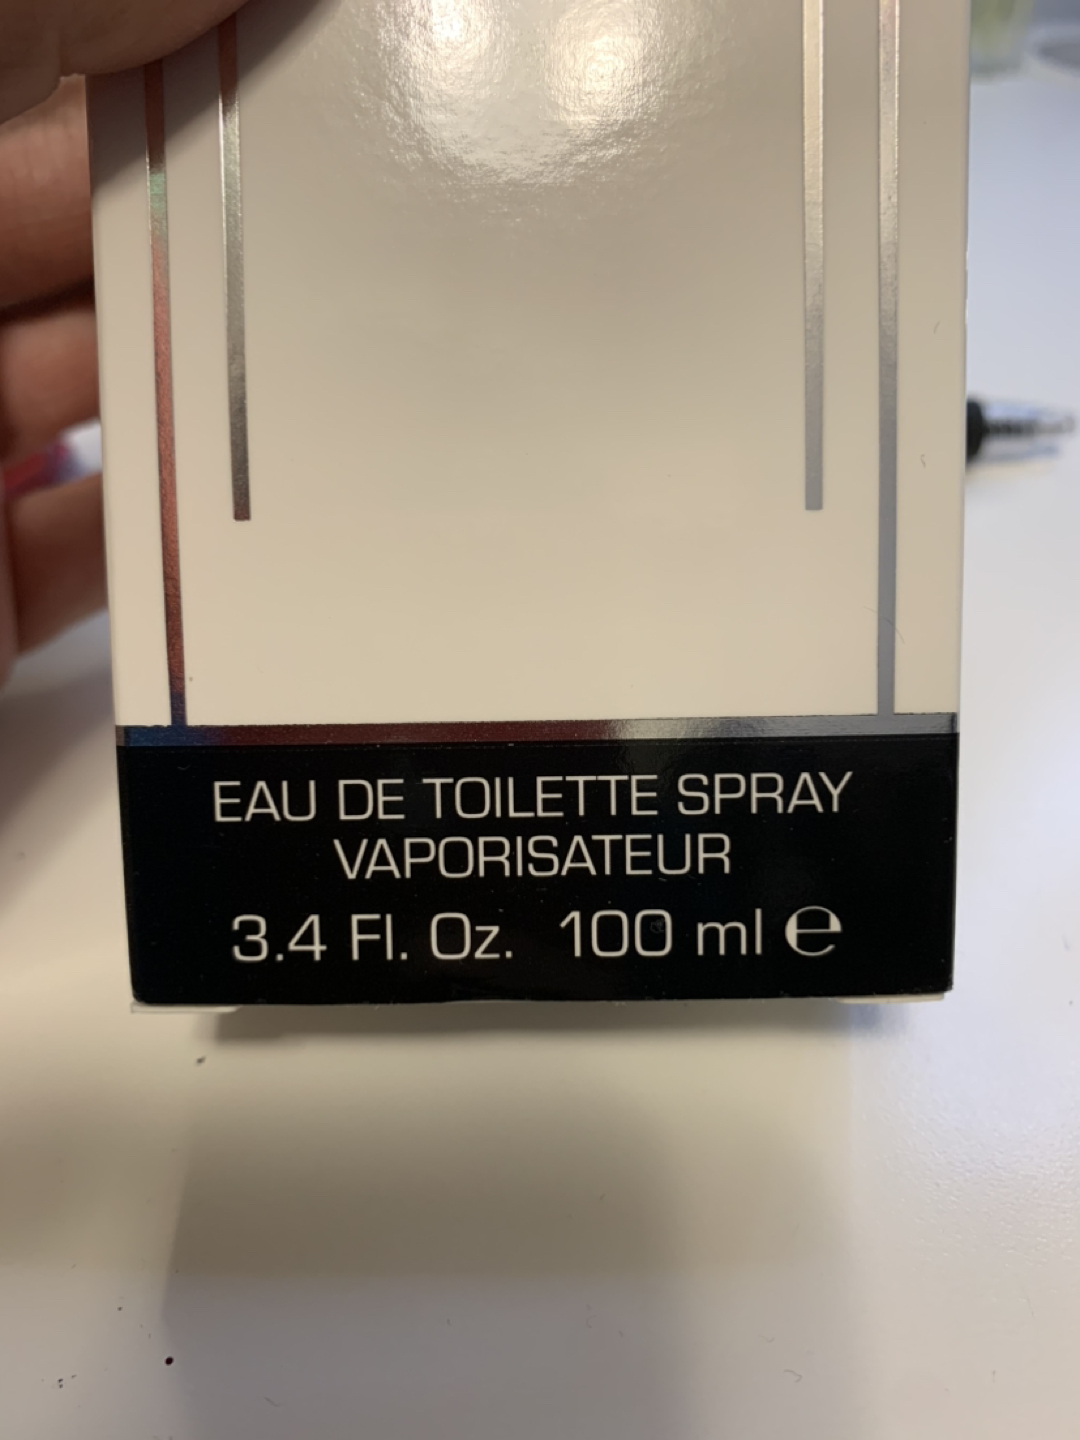 EAU DE TOILETTE SPRAY
VAPORISATEUR
3.4 Fl. Oz. 100 ml ℮